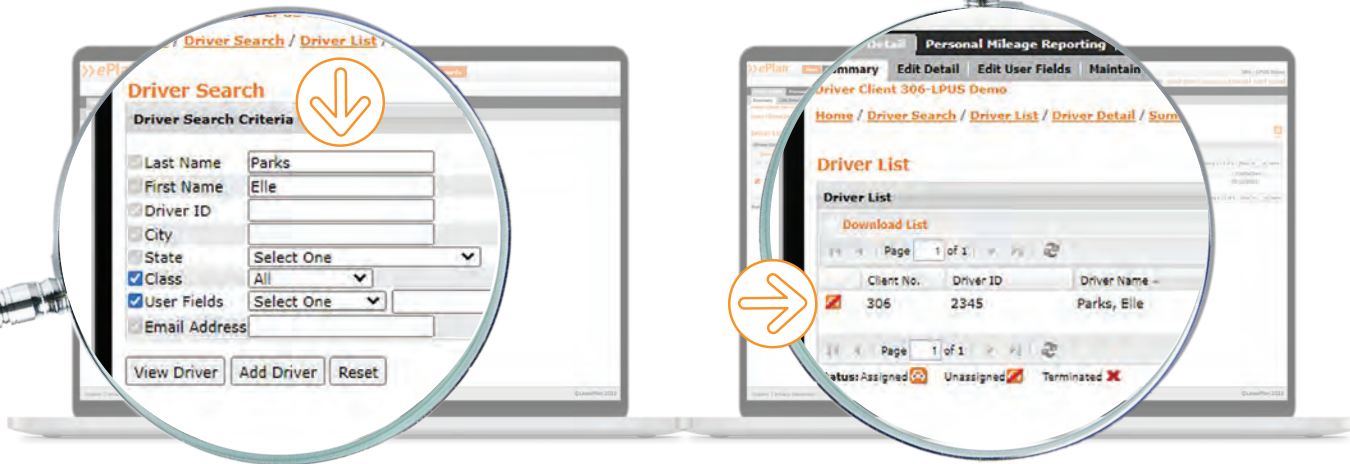 / Driver Search / Driver List /
>>ePlan
Driver Search
Driver Search Criteria
Last Name Parks
First Name Elle
Driver ID
City
State Select One
Class All
User Fields Select One
Email Address
View Driver Add Driver Reset
©LeasePlan 2022
Detail Personal Mileage Reporting
>>ePlan
Summary Edit Detail Edit User Fields Maintain
Driver Client 306-LPUS Demo
Home / Driver Search / Driver List / Driver Detail / Sum
Driver List
Driver List
Download List
Page 1 of 1
Client No. Driver ID Driver Name
306 2345 Parks, Elle
Page 1 of 1
Status: Assigned Unassigned Terminated